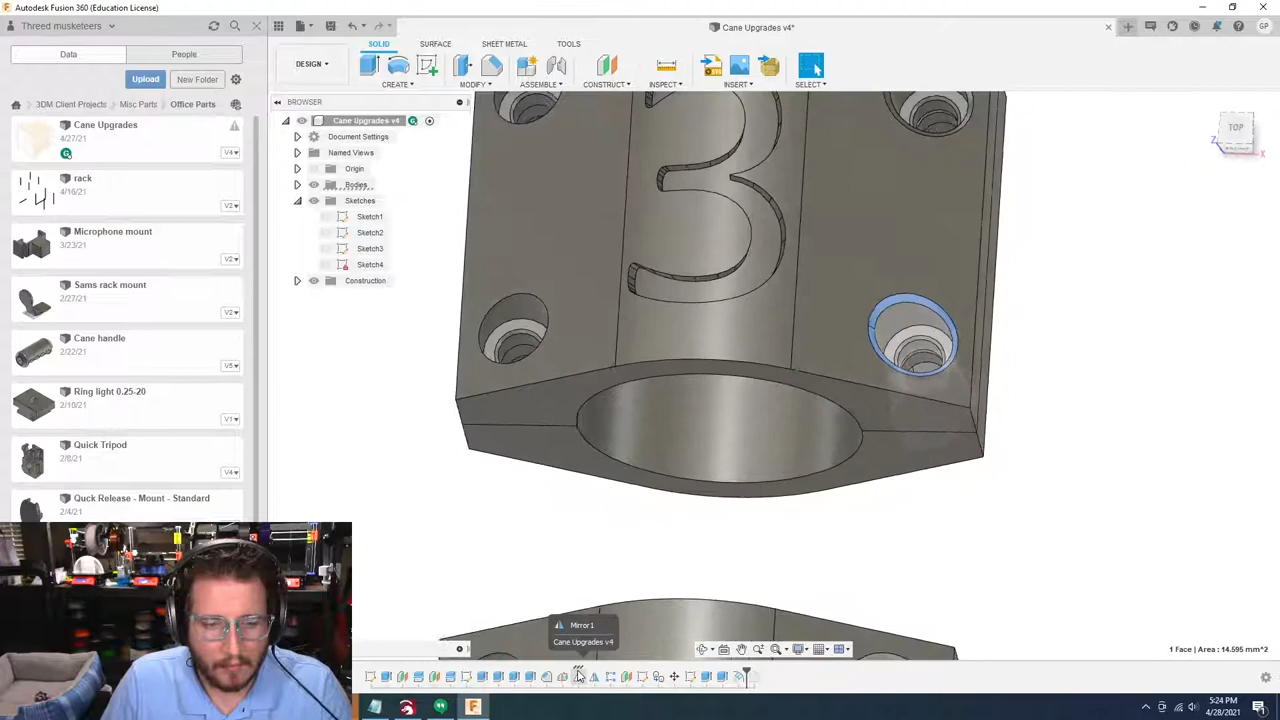 Autodesk Fusion 360 (Education License)
Threed musketeers
Cane Upgrades v4*
GP
Data
People
SOLID
SURFACE
SHEET METAL
TOOLS
DESIGN
CREATE
MODIFY
ASSEMBLE
CONSTRUCT
INSPECT
INSERT
SELECT
Upload
New Folder
3DM Client Projects
Misc Parts
Office Parts
BROWSER
Cane Upgrades v4
Document Settings
Named Views
Origin
Bodies
Sketches
Sketch1
Sketch2
Sketch3
Sketch4
Construction
Cane Upgrades
4/27/21
V4
rack
4/16/21
V2
Microphone mount
3/23/21
V2
Sams rack mount
2/27/21
V2
Cane handle
2/22/21
V5
Ring light 0.25-20
2/10/21
V1
Quick Tripod
2/8/21
V4
Quck Release - Mount - Standard
2/4/21
3
TOP
Z
X
Mirror1
Cane Upgrades v4
1 Face | Area : 14.595 mm^2
5:24 PM
4/28/2021